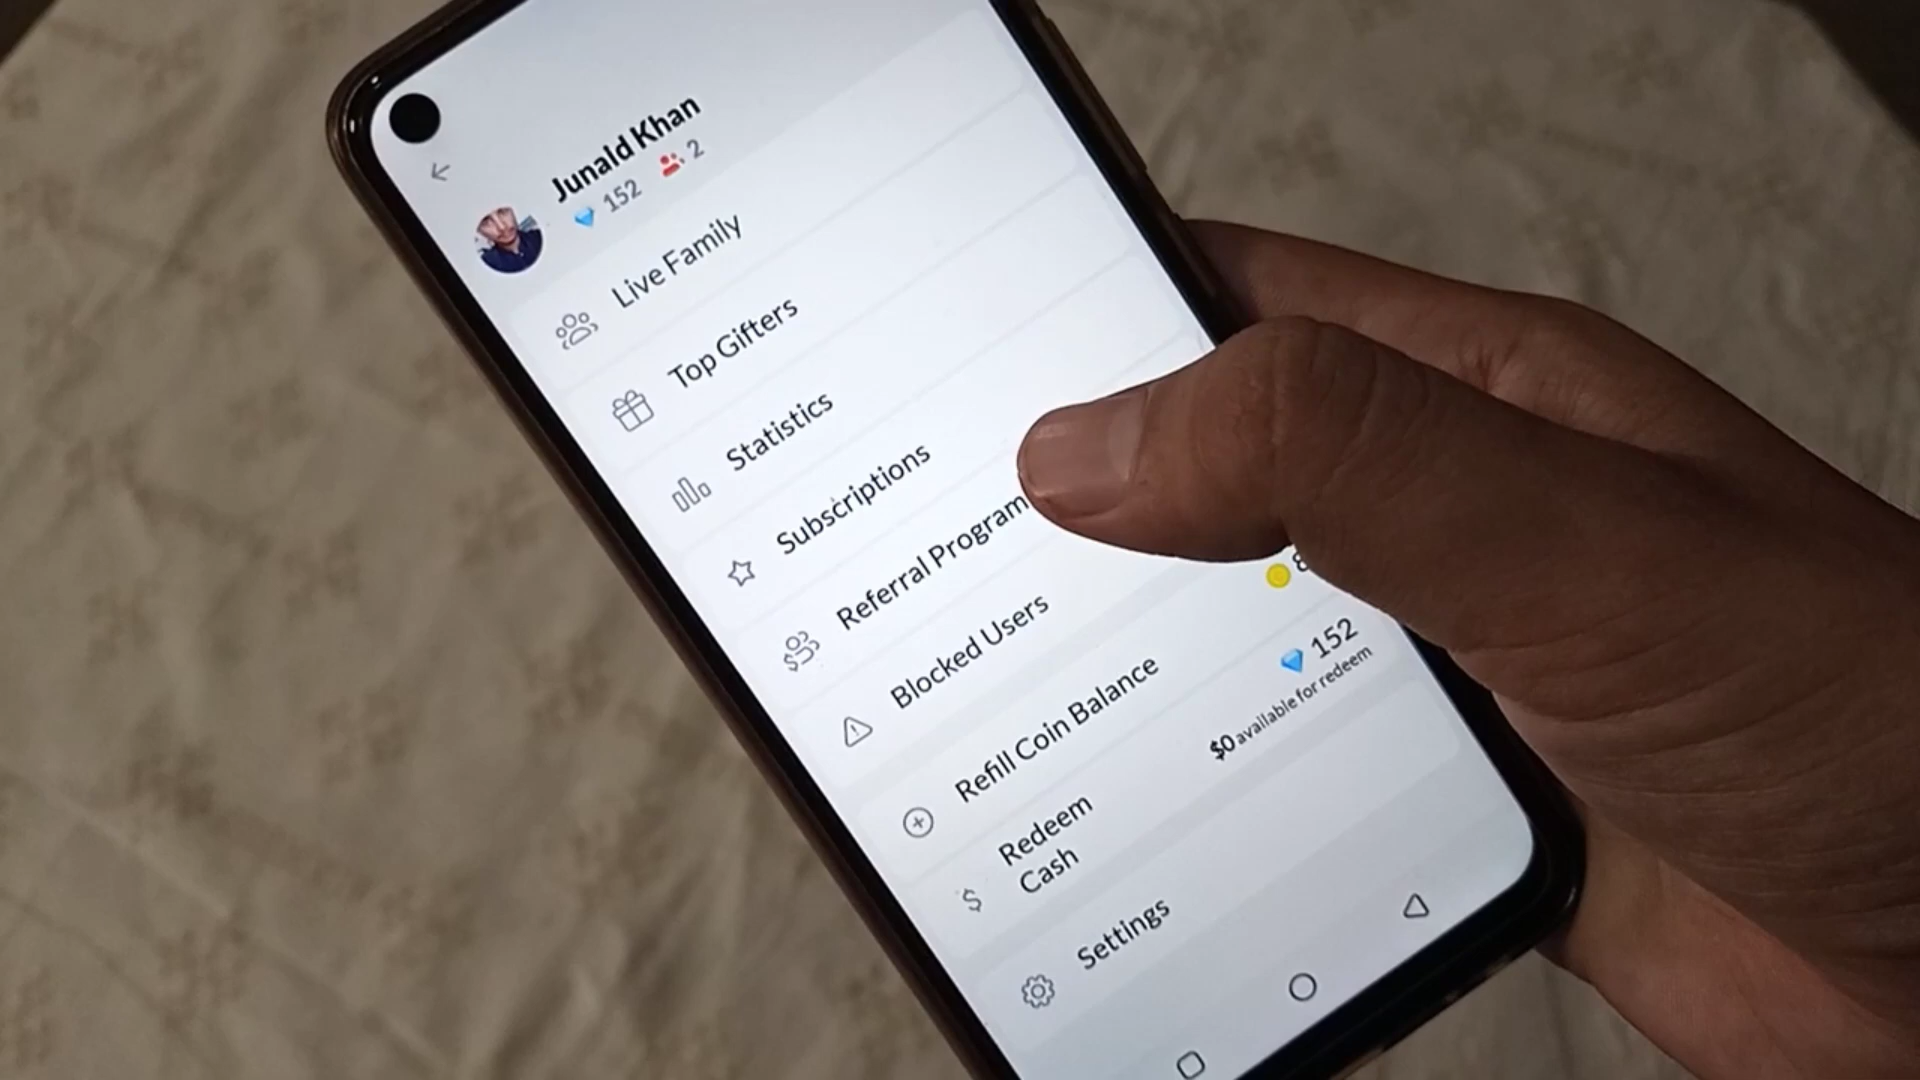 Junald Khan
152 2
Live Family
Top Gifters
Statistics
Subscriptions
Referral Program
Blocked Users
Refill Coin Balance
Redeem
Cash
152
$0 available for redeem
Settings